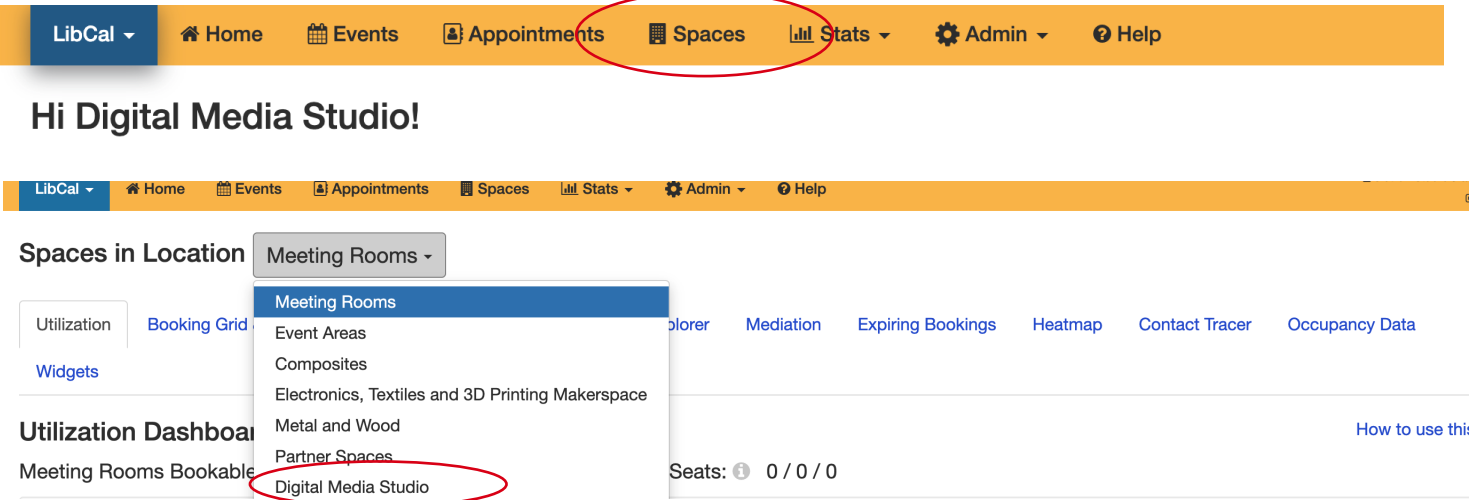 LibCal Home Events Appointments Spaces Stats Admin Help
Hi Digital Media Studio!
LibCal Home Events Appointments Spaces Stats Admin Help
Spaces in Location Meeting Rooms
Meeting Rooms
Utilization Booking Grid Mediation Expiring Bookings Heatmap Contact Tracer Occupancy Data
Event Areas
Composites
Widgets
Electronics, Textiles and 3D Printing Makerspace
Metal and Wood
Utilization How to use this
Partner Spaces
Meeting Rooms Bookable Seats: 0 / 0 / 0
Digital Media Studio